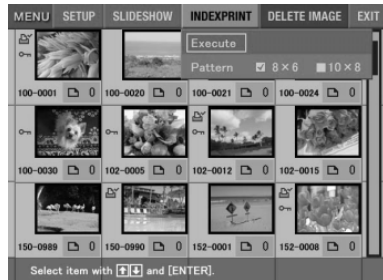 MENU SETUP SLIDESHOW INDEXPRINT DELETE IMAGE EXIT
Execute
Pattern 8×6 10×8
100-0001 0 100-0020 0 100-0021 0 100-0024 0
100-0030 0 102-0005 0 102-0012 0 102-0015 0
150-0989 0 150-0990 0 152-0001 0 152-0008 0
Select item with and [ENTER].